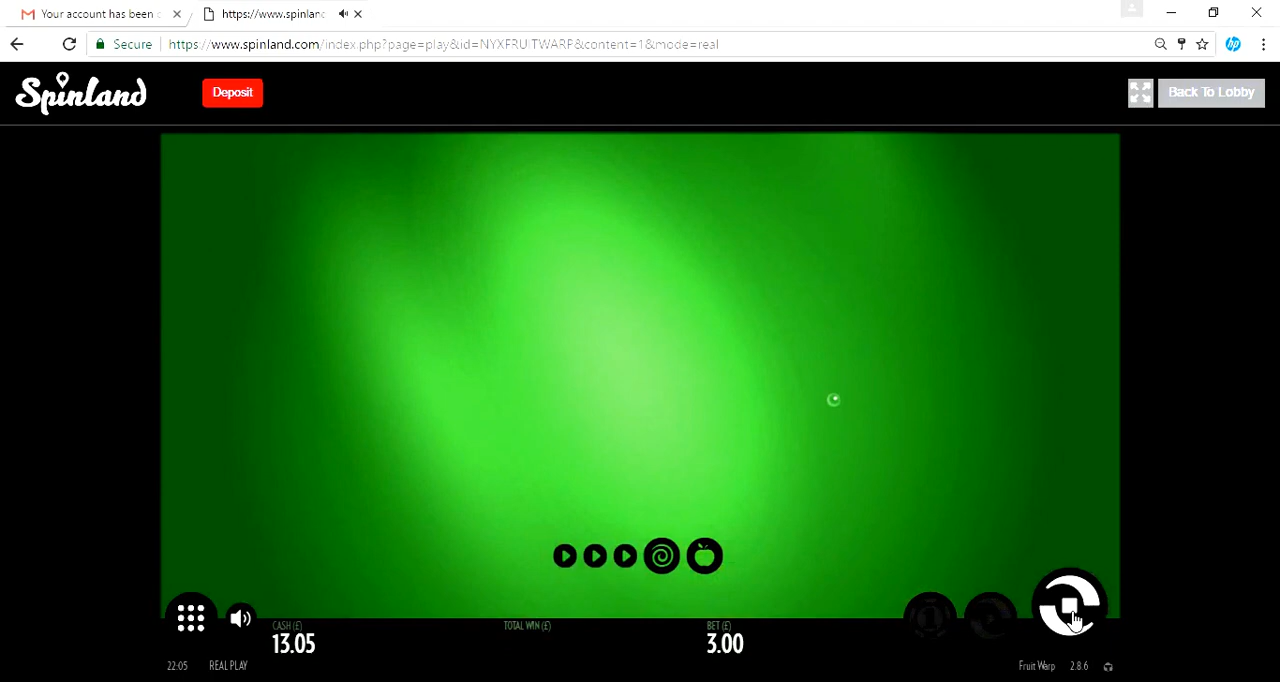 Your account has been
https://www.spinland
Secure
https://www.spinland.com/index.php?page=play&id=NYXFRUITWARP&content=1&mode=real
hp
Spinland
Deposit
Back To Lobby
CASH (£)
13.05
TOTAL WIN (£)
BET (£)
3.00
1
22:05
REAL PLAY
Fruit Warp
2.8.6